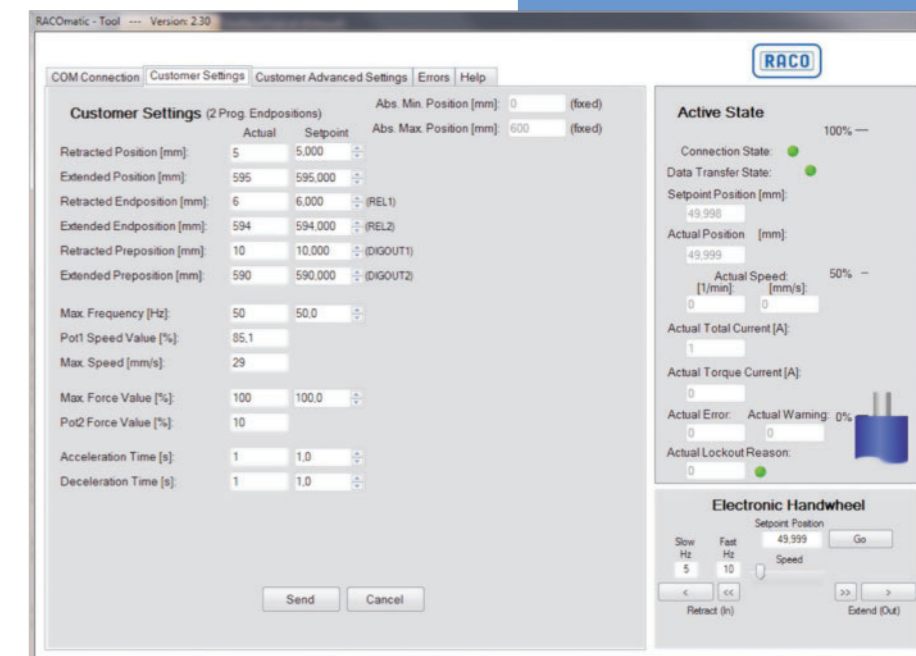 RACOmatic - Tool --- Version: 2.30
RACO
COM Connection Customer Settings Customer Advanced Settings Errors Help
Customer Settings (2 Prog. Endpositions)
Abs. Min. Position [mm]: 0 (fixed)
Abs. Max. Position [mm]: 600 (fixed)
Actual Setpoint
Retracted Position [mm]: 5 5,000
Extended Position [mm]: 595 595,000
Retracted Endposition [mm]: 6 6,000 (REL1)
Extended Endposition [mm]: 594 594,000 (REL2)
Retracted Preposition [mm]: 10 10,000 (DIGOUT1)
Extended Preposition [mm]: 590 590,000 (DIGOUT2)
Max. Frequency [Hz]: 50 50,0
Pot1 Speed Value [%]: 85,1
Max. Speed [mm/s]: 29
Max. Force Value [%]: 100 100,0
Pot2 Force Value [%]: 10
Acceleration Time [s]: 1 1,0
Deceleration Time [s]: 1 1,0
Send Cancel
Active State
100%
Connection State:
Data Transfer State:
Setpoint Position [mm]:
49,998
Actual Position [mm]:
49,999
Actual Speed: 50%
[1/min]: [mm/s]:
0 0
Actual Total Current [A]:
1
Actual Torque Current [A]:
0
Actual Error: Actual Warning: 0%
0 0
Actual Lockout Reason:
0
Electronic Handwheel
Setpoint Position
Slow Fast 49,999 Go
Hz Hz Speed
5 10
< << >> >
Retract (In) Extend (Out)